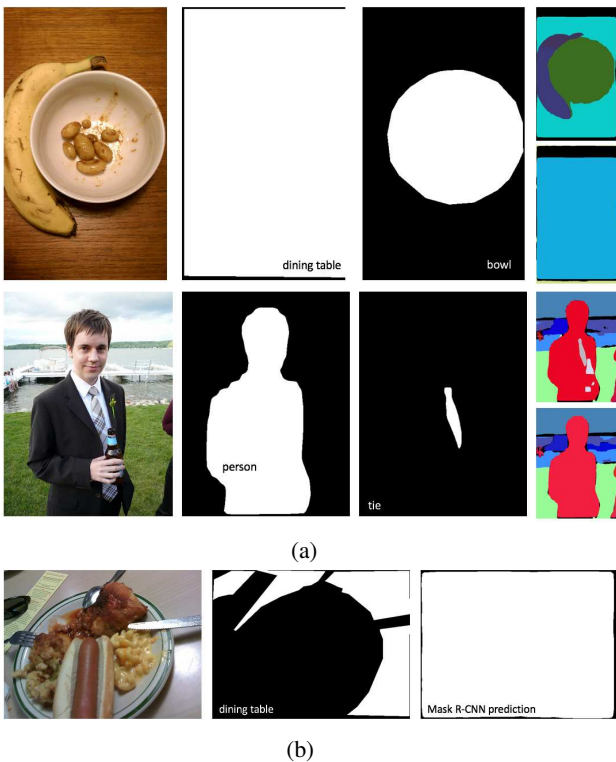 dining table
bowl
person
tie
(a)
dining table
Mask R-CNN prediction
(b)